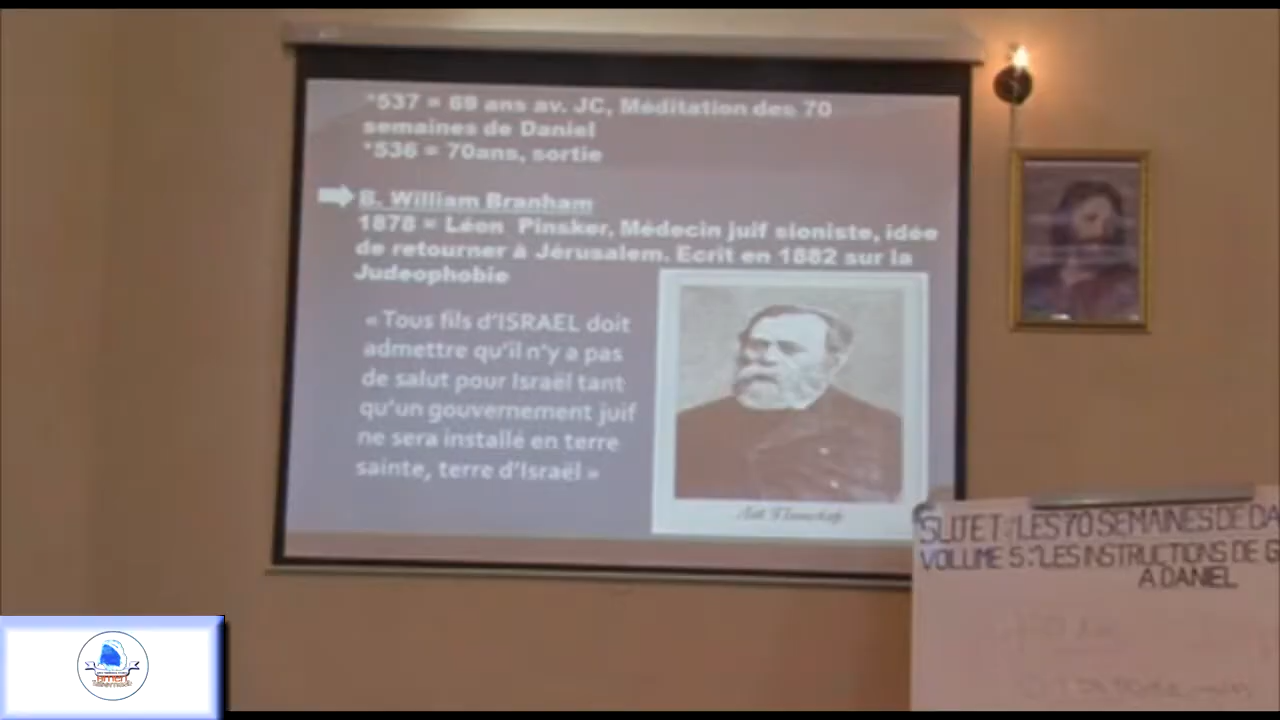 *537 = 69 ans av. JC, Méditation des 70
semaines de Daniel
*536 = 70ans, sortie
B. William Branham
1878 = Léon Pinsker, Médecin juif sioniste, idée
de retourner à Jérusalem. Ecrit en 1882 sur la
Judeophobie
« Tous fils d'ISRAEL doit
admettre qu'il n'y a pas
de salut pour Israël tant
qu'un gouvernement juif
ne sera installé en terre
sainte, terre d'Israël »
SUJET : LES 70 SEMAINES DE DA
VOLUME 5 : "LES INSTRUCTIONS DE G
A DANIEL